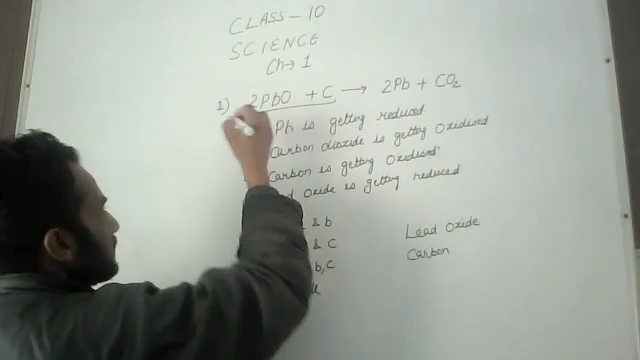 CLASS - 10
SCIENCE
Ch→ 1
1) 2PbO + C → 2Pb + CO2
Pb is getting reduced
Carbon dioxide is getting Oxidised
Carbon is getting Oxidised
Oxide is getting reduced
& b
& C
b, C
Lead Oxide
Carbon